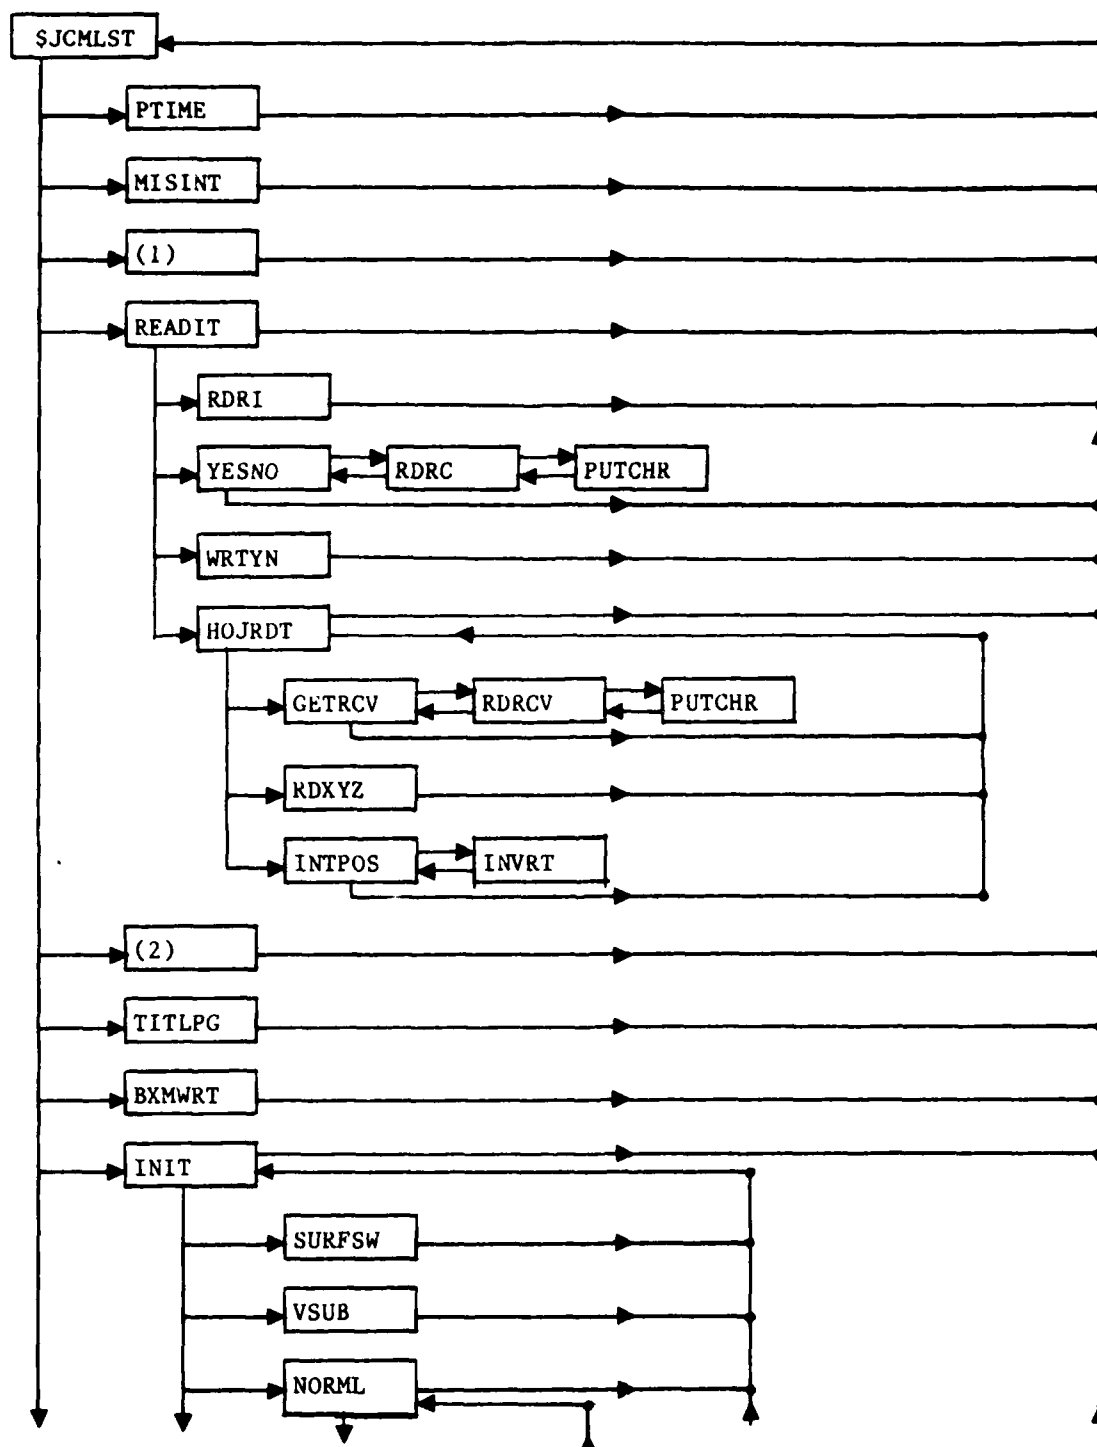 $JCMLST
PTIME
MISINT
(1)
READIT
RDRI
YESNO RDRC PUTCHR
WRTYN
HOJRDT
GETRCV RDRCV PUTCHR
RDXYZ
INTPOS INVRT
(2)
TITLPG
BXMWRT
INIT
SURFSW
VSUB
NORML